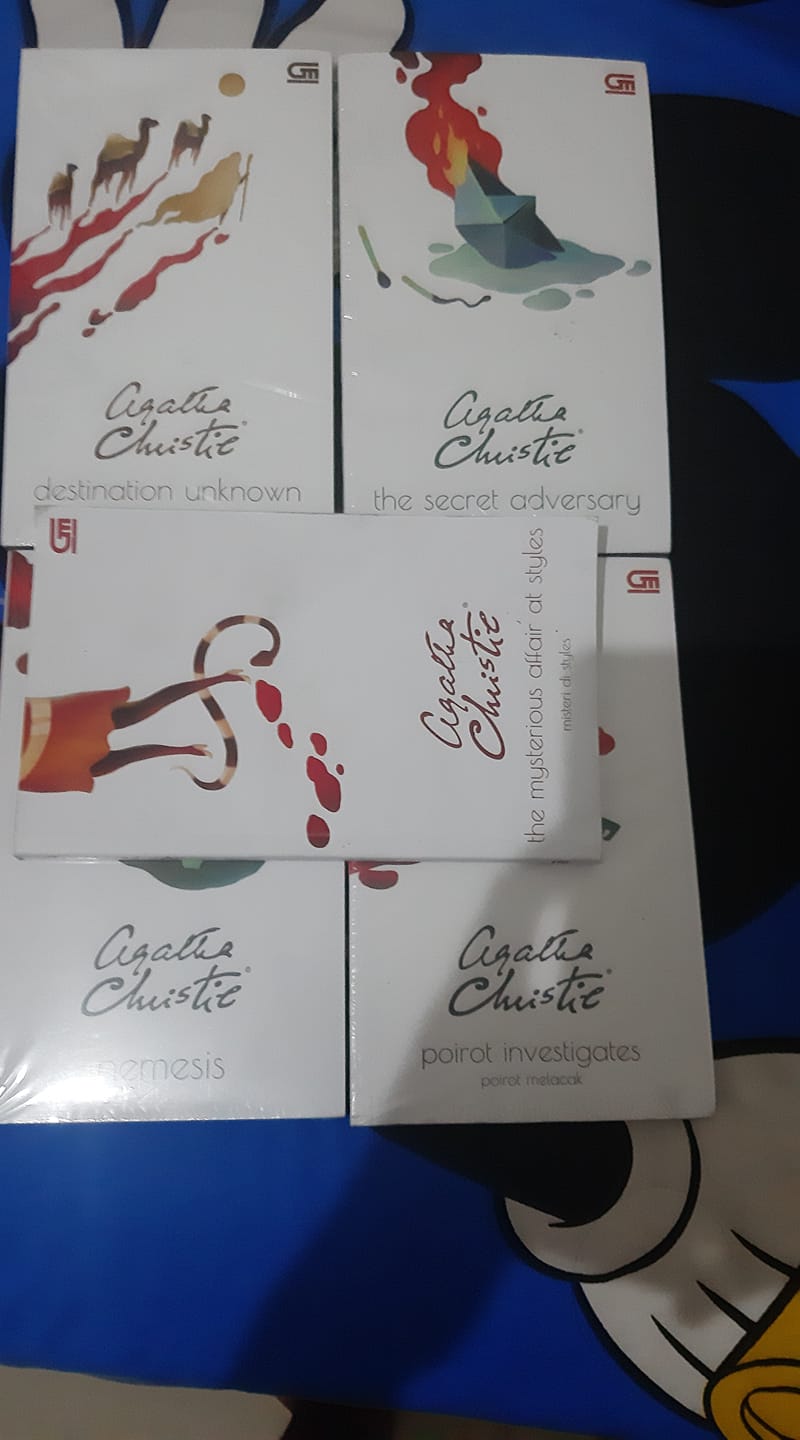 Agatha
Christie
destination unknown
Agatha
Christie
the secret adversary
Agatha
Christie
the mysterious affair at styles
misteri di styles
Agatha
Christie
nemesis
Agatha
Christie
poirot investigates
poirot melacak